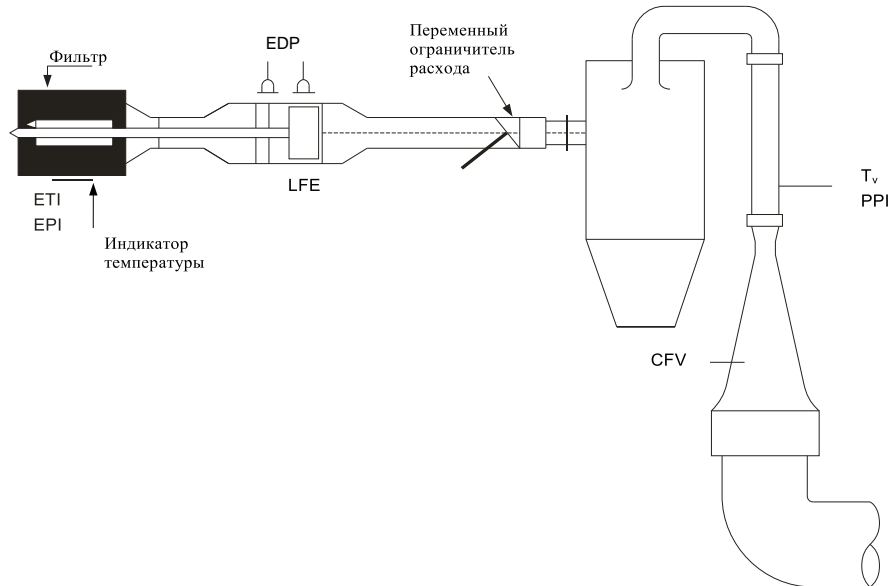 Фильтр
EDP
Переменный
ограничитель
расхода
ETI
EPI
Индикатор
температуры
LFE
Tv
PPI
CFV